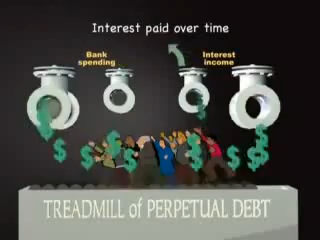 Interest paid over time
Bank
spending
Interest
income
$ $ $ $ $ $ $ $ $
TREADMILL of PERPETUAL DEBT